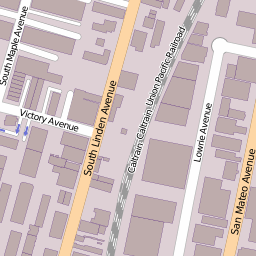 South Maple Avenue
Victory Avenue
South Linden Avenue
Caltrain Caltrain Union Pacific Railroad
Lowrie Avenue
San Mateo Avenue